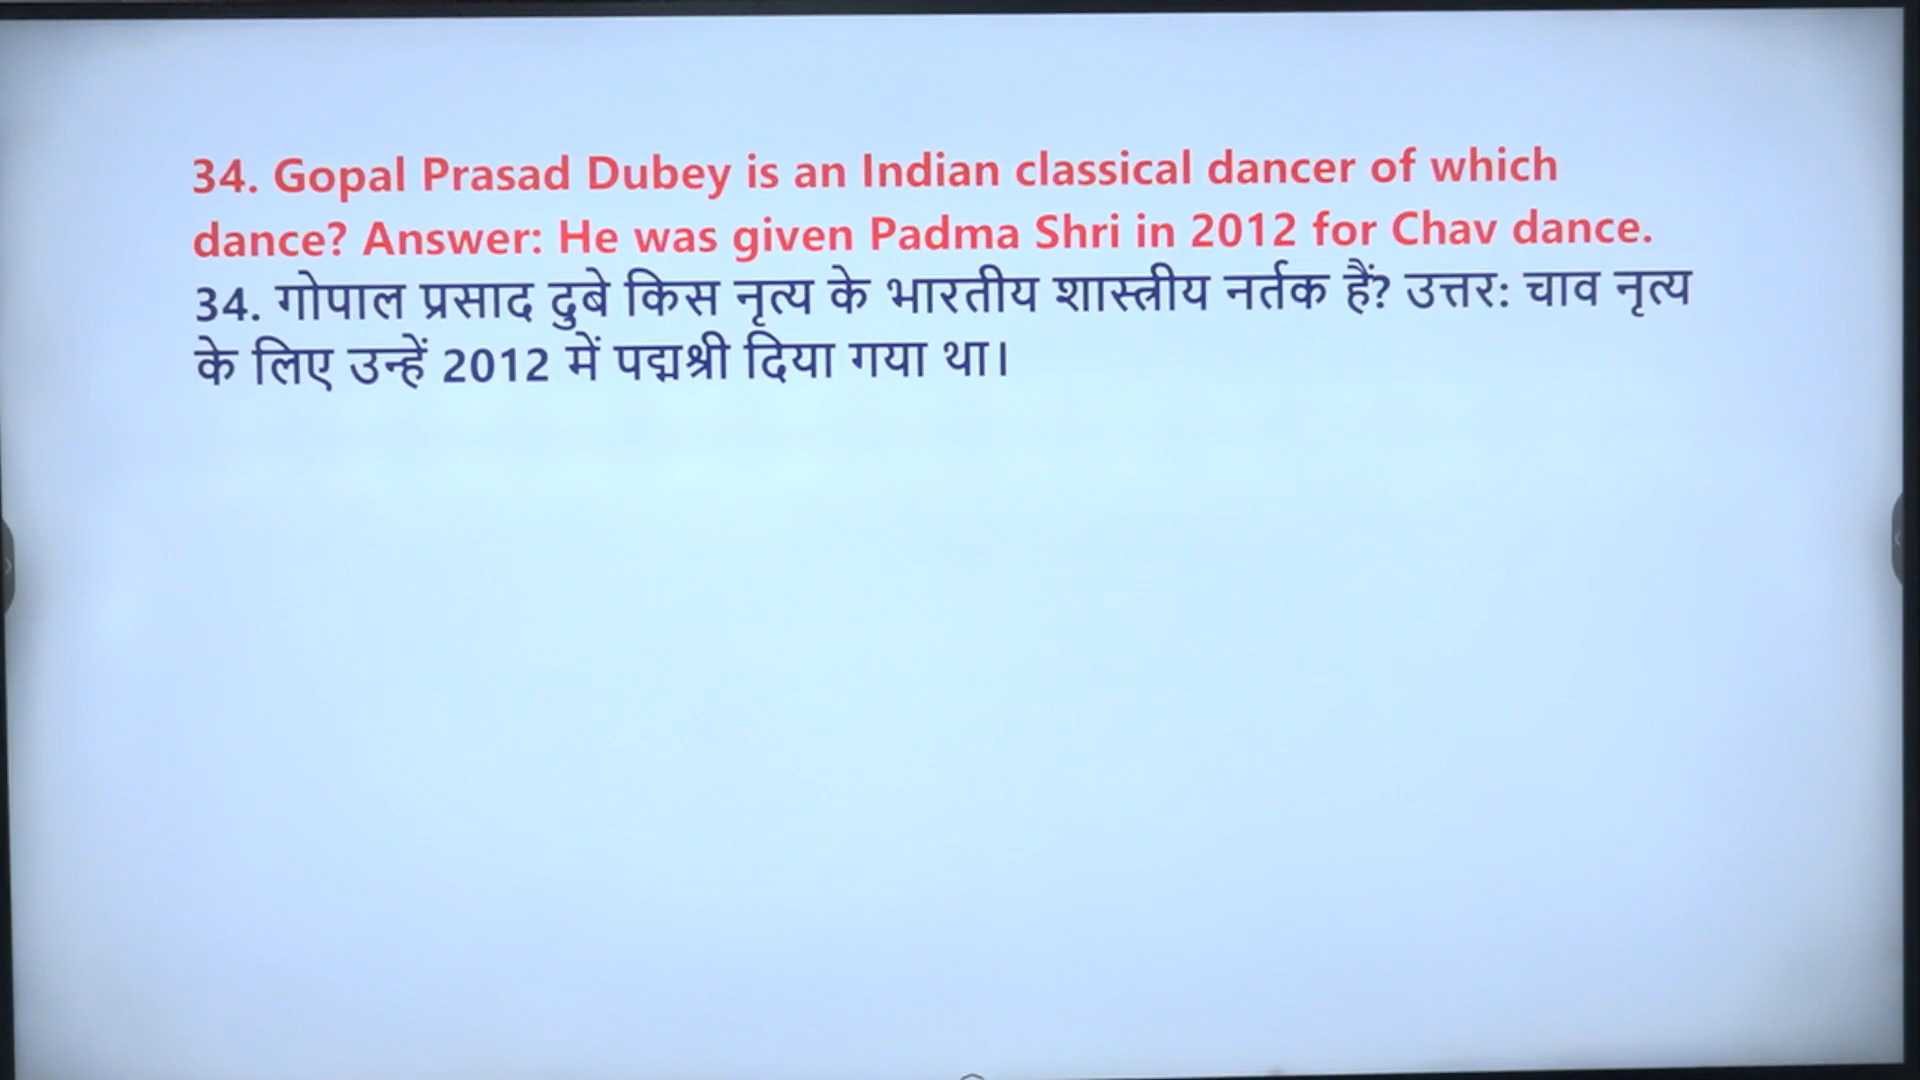 34. Gopal Prasad Dubey is an Indian classical dancer of which
dance? Answer: He was given Padma Shri in 2012 for Chav dance.
34. गोपाल प्रसाद दुबे किस नृत्य के भारतीय शास्त्रीय नर्तक हैं? उत्तर: चाव नृत्य
के लिए उन्हें 2012 में पद्मश्री दिया गया था।